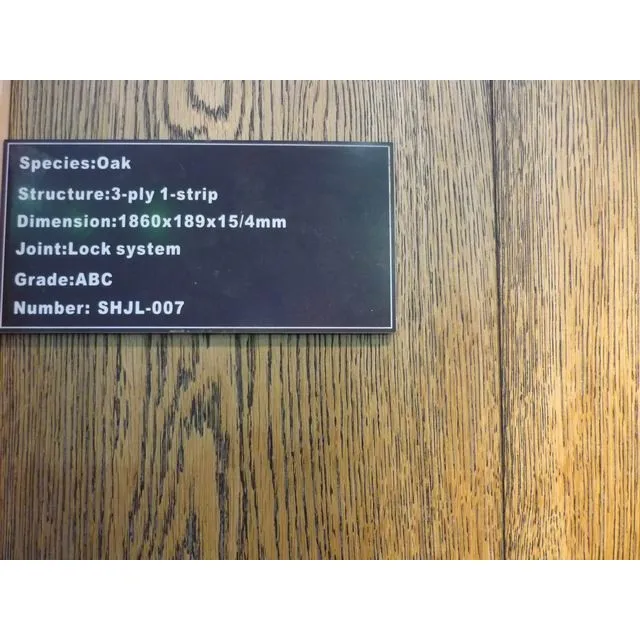 Species:Oak
Structure:3-ply 1-strip
Dimension:1860x189x15/4mm
Joint:Lock system
Grade:ABC
Number: SHJL-007